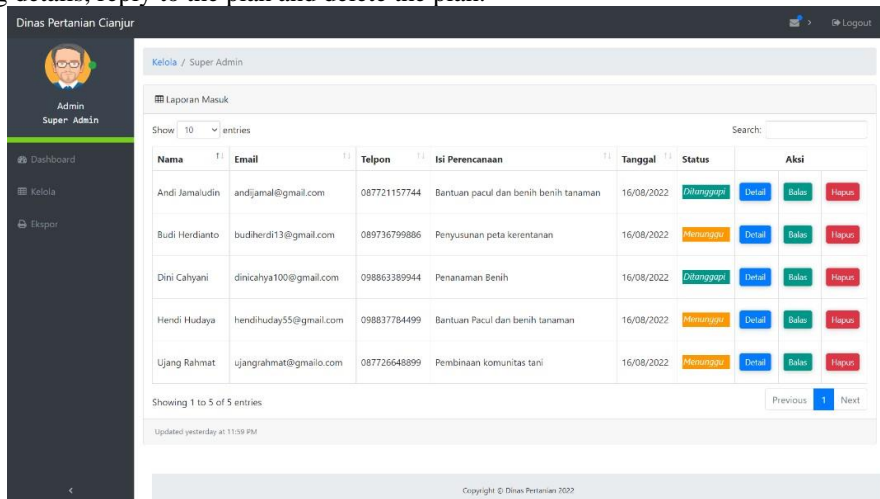 details, reply to the plan and delete the plan.
Dinas Pertanian Cianjur
Logout
Admin
Super Admin
Dashboard
Kelola
Ekspor
Kelola / Super Admin
Laporan Masuk
Show 10 entries Search:
Nama Email Telpon Isi Perencanaan Tanggal Status Aksi
Andi Jamaludin andijamal@gmail.com 087721157744 Bantuan pacul dan benih benih tanaman 16/08/2022 Ditanggapi Detail Balas Hapus
Budi Herdianto budiherdi13@gmail.com 089736799886 Penyusunan peta kerentanan 16/08/2022 Menunggu Detail Balas Hapus
Dini Cahyani dinicahya100@gmail.com 098863389944 Penanaman Benih 16/08/2022 Ditanggapi Detail Balas Hapus
Hendi Hudaya hendihuday55@gmail.com 098837784499 Bantuan Pacul dan benih tanaman 16/08/2022 Menunggu Detail Balas Hapus
Ujang Rahmat ujangrahmat@gmailo.com 087726648899 Pembinaan komunitas tani 16/08/2022 Menunggu Detail Balas Hapus
Showing 1 to 5 of 5 entries Previous 1 Next
Updated yesterday at 11:59 PM
Copyright © Dinas Pertanian 2022